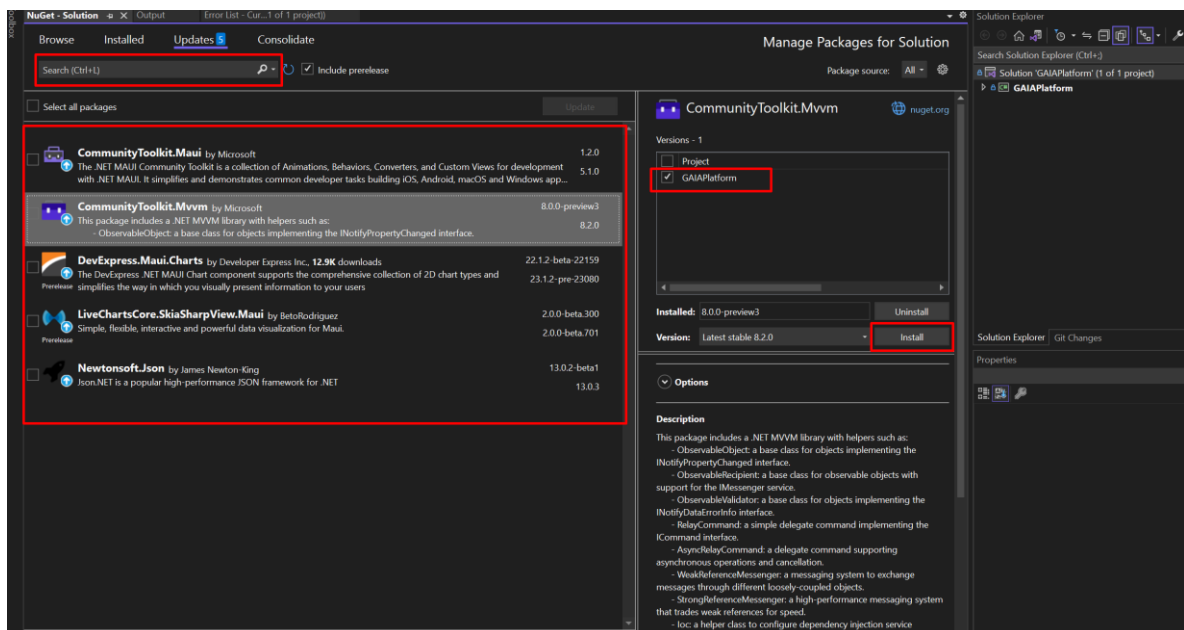 NuGet - Solution
Output
Error List - Cur...1 of 1 project))
Browse
Installed
Updates 5
Consolidate
Manage Packages for Solution
Search (Ctrl+L)
Include prerelease
Package source: All
Select all packages
Update
CommunityToolkit.Maui by Microsoft
1.2.0
The .NET MAUI Community Toolkit is a collection of Animations, Behaviors, Converters, and Custom Views for development
with .NET MAUI. It simplifies and demonstrates common developer tasks building iOS, Android, macOS and Windows app...
5.1.0
CommunityToolkit.Mvvm by Microsoft
8.0.0-preview3
This package includes a .NET MVVM library with helpers such as:
8.2.0
- ObservableObject: a base class for objects implementing the INotifyPropertyChanged interface.
DevExpress.Maui.Charts by Developer Express Inc., 12.9K downloads
22.1.2-beta-22159
The DevExpress .NET MAUI Chart component supports the comprehensive collection of 2D chart types and
23.1.2-pre-23080
Prerelease
simplifies the way in which you visually present information to your users
LiveChartsCore.SkiaSharpView.Maui by BetoRodriguez
2.0.0-beta.300
Simple, flexible, interactive and powerful data visualization for Maui.
2.0.0-beta.701
Prerelease
Newtonsoft.Json by James Newton-King
13.0.2-beta1
Json.NET is a popular high-performance JSON framework for .NET
13.0.3
CommunityToolkit.Mvvm
nuget.org
Versions - 1
Project
GAIAPlatform
Installed: 8.0.0-preview3
Uninstall
Version: Latest stable 8.2.0
Install
Options
Description
This package includes a .NET MVVM library with helpers such as:
- ObservableObject: a base class for objects implementing the
INotifyPropertyChanged interface.
- ObservableRecipient: a base class for observable objects with
support for the IMessenger service.
- ObservableValidator: a base class for objects implementing the
INotifyDataErrorInfo interface.
- RelayCommand: a simple delegate command implementing the
ICommand interface.
- AsyncRelayCommand: a delegate command supporting
asynchronous operations and cancellation.
- WeakReferenceMessenger: a messaging system to exchange
messages through different loosely-coupled objects.
- StrongReferenceMessenger: a high-performance messaging system
that trades weak references for speed.
- Ioc: a helper class to configure dependency injection service
Solution Explorer
Search Solution Explorer (Ctrl+;)
Solution 'GAIAPlatform' (1 of 1 project)
GAIAPlatform
Solution Explorer
Git Changes
Properties